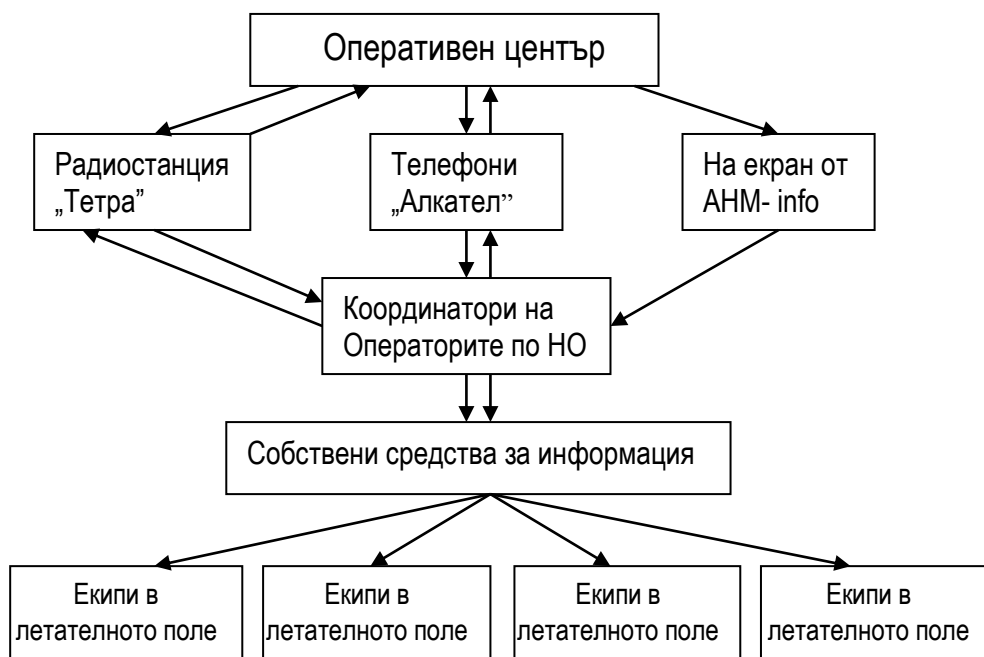 Оперативен център
Радиостанция
„Тетра”
Телефони
„Алкател”
На екран от
АНМ- info
Координатори на
Операторите по НО
Собствени средства за информация
Екипи в
летателното поле
Екипи в
летателното поле
Екипи в
летателното поле
Екипи в
летателното поле